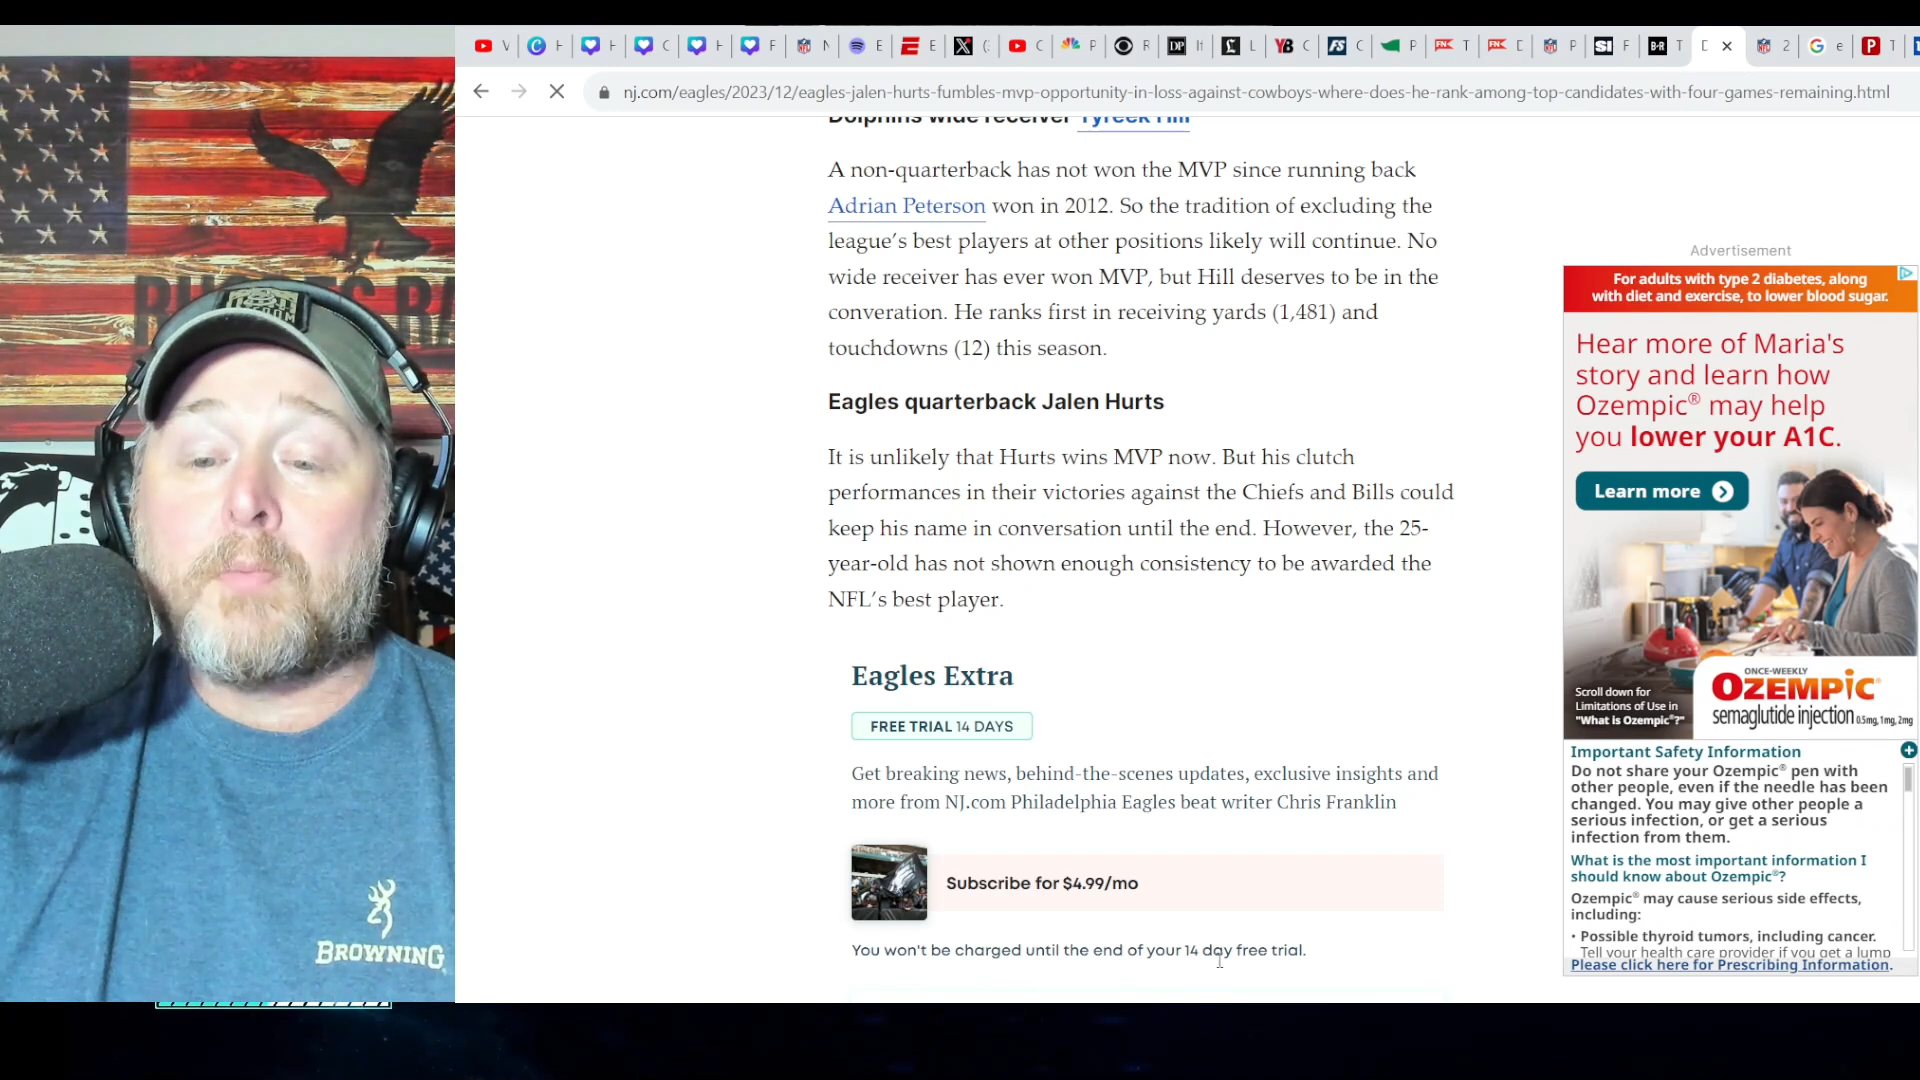 nj.com/eagles/2023/12/eagles-jalen-hurts-fumbles-mvp-opportunity-in-loss-against-cowboys-where-does-he-rank-among-top-candidates-with-four-games-remaining.html
Dolphins wide receiver Tyreek Hill
A non-quarterback has not won the MVP since running back
Adrian Peterson won in 2012. So the tradition of excluding the
league's best players at other positions likely will continue. No
wide receiver has ever won MVP, but Hill deserves to be in the
converation. He ranks first in receiving yards (1,481) and
touchdowns (12) this season.
Eagles quarterback Jalen Hurts
It is unlikely that Hurts wins MVP now. But his clutch
performances in their victories against the Chiefs and Bills could
keep his name in conversation until the end. However, the 25-
year-old has not shown enough consistency to be awarded the
NFL's best player.
Eagles Extra
FREE TRIAL 14 DAYS
Get breaking news, behind-the-scenes updates, exclusive insights and
more from NJ.com Philadelphia Eagles beat writer Chris Franklin
Subscribe for $4.99/mo
You won't be charged until the end of your 14 day free trial.
Advertisement
For adults with type 2 diabetes, along
with diet and exercise, to lower blood sugar.
Hear more of Maria's
story and learn how
Ozempic® may help
you lower your A1C.
Learn more
Scroll down for
Limitations of Use in
"What is Ozempic®?"
ONCE-WEEKLY
OZEMPIC®
semaglutide injection 0.5mg, 1mg, 2mg
Important Safety Information
Do not share your Ozempic® pen with
other people, even if the needle has been
changed. You may give other people a
serious infection, or get a serious
infection from them.
What is the most important information I
should know about Ozempic®?
Ozempic® may cause serious side effects,
including:
• Possible thyroid tumors, including cancer.
Tell your health care provider if you get a lump
Please click here for Prescribing Information.
BROWNING